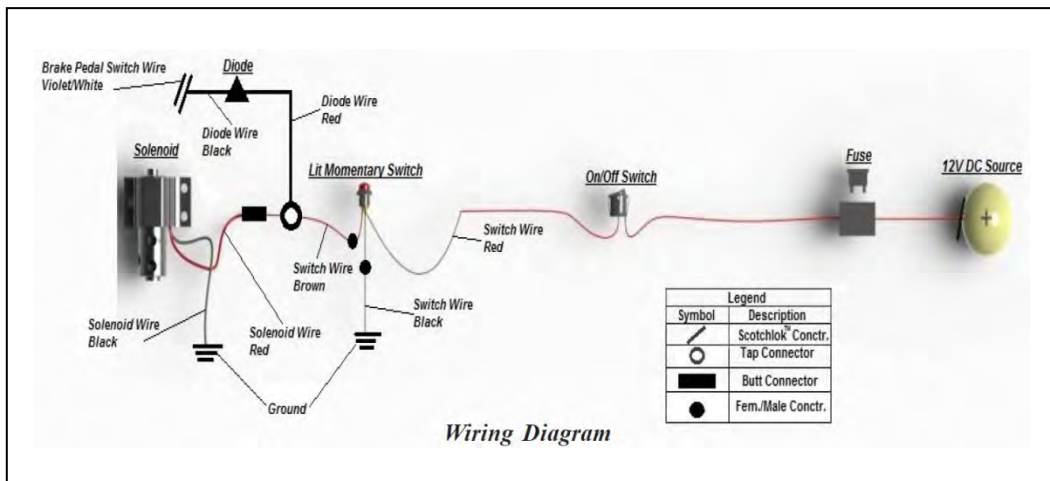 Brake Pedal Switch Wire
Violet/White
Diode
Diode Wire
Red
Diode Wire
Black
Solenoid
Lit Momentary Switch
On/Off Switch
Fuse
12V DC Source
+
Switch Wire
Red
Switch Wire
Brown
Switch Wire
Black
Solenoid Wire
Black
Solenoid Wire
Red
Ground
Legend
Symbol Description
Scotchlok™ Conctr.
Tap Connector
Butt Connector
Fem./Male Conctr.
Wiring Diagram